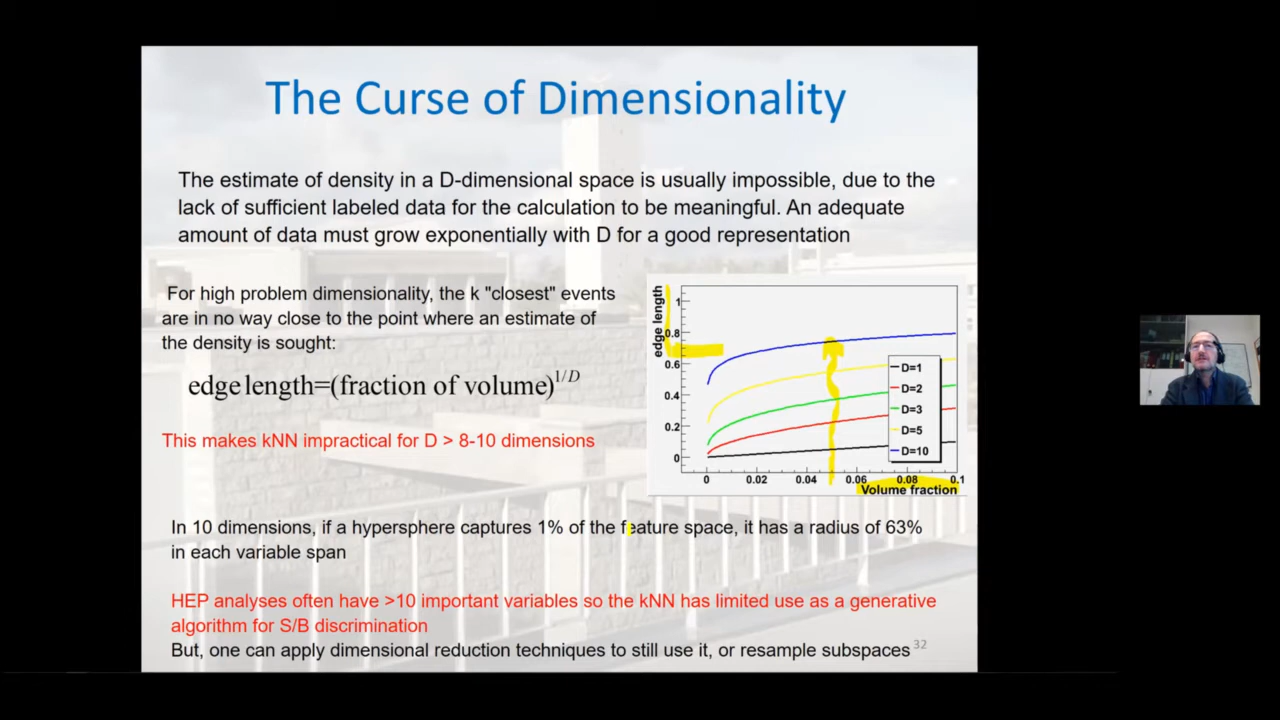 The Curse of Dimensionality
The estimate of density in a D-dimensional space is usually impossible, due to the
lack of sufficient labeled data for the calculation to be meaningful. An adequate
amount of data must grow exponentially with D for a good representation
For high problem dimensionality, the k "closest" events
are in no way close to the point where an estimate of
the density is sought:
edge length=(fraction of volume)^1/D
This makes kNN impractical for D > 8-10 dimensions
edge length
1
0.8
0.6
0.4
0.2
0
0 0.02 0.04 0.06 0.08 0.1
Volume fraction
D=1
D=2
D=3
D=5
D=10
In 10 dimensions, if a hypersphere captures 1% of the feature space, it has a radius of 63%
in each variable span
HEP analyses often have >10 important variables so the kNN has limited use as a generative
algorithm for S/B discrimination
But, one can apply dimensional reduction techniques to still use it, or resample subspaces
32